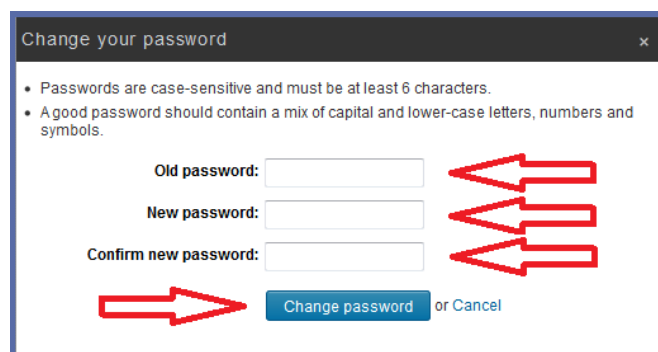 Change your password ×
• Passwords are case-sensitive and must be at least 6 characters.
• A good password should contain a mix of capital and lower-case letters, numbers and
symbols.
Old password:
New password:
Confirm new password:
Change password or Cancel